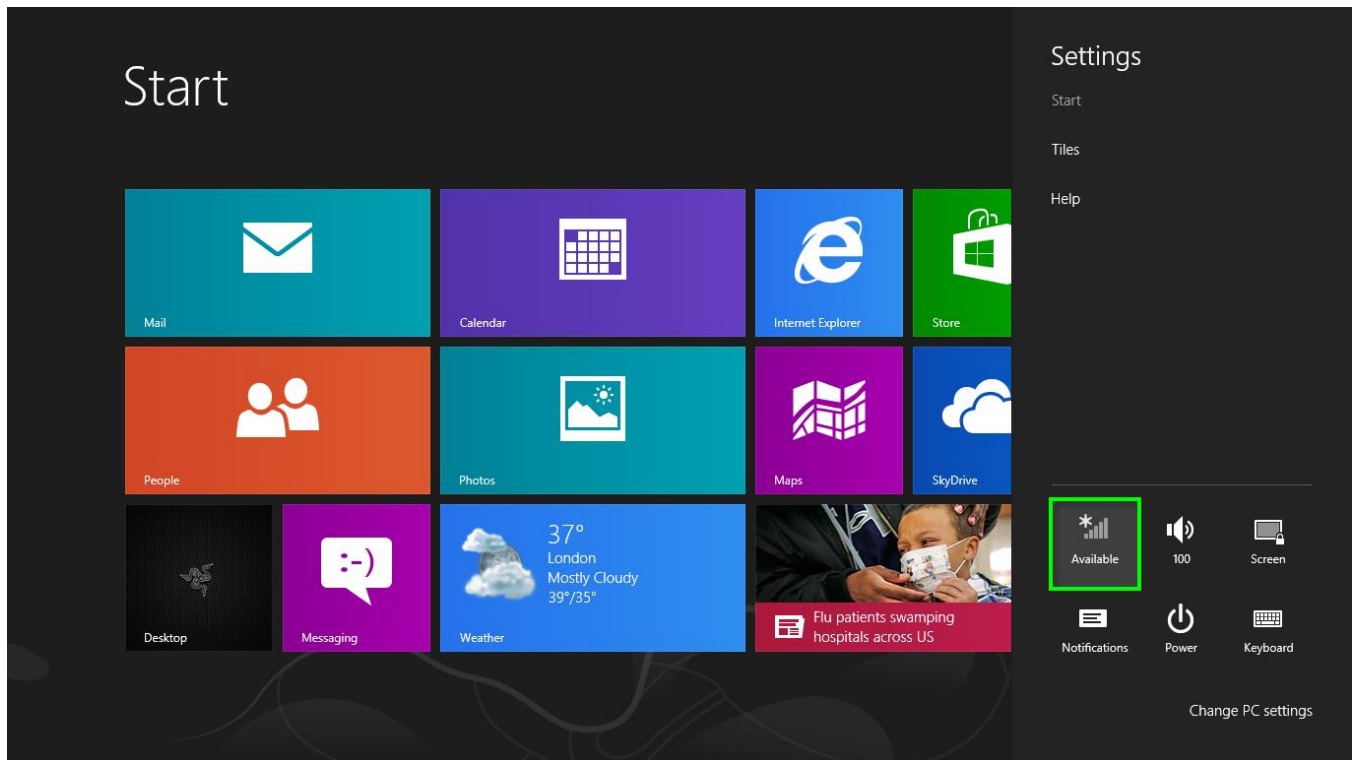 Start
Mail
Calendar
Internet Explorer
Store
People
Photos
Maps
SkyDrive
Desktop
:-)
Messaging
37°
London
Mostly Cloudy
39°/35°
Weather
Flu patients swamping
hospitals across US
Settings
Start
Tiles
Help
Available
100
Screen
Notifications
Power
Keyboard
Change PC settings